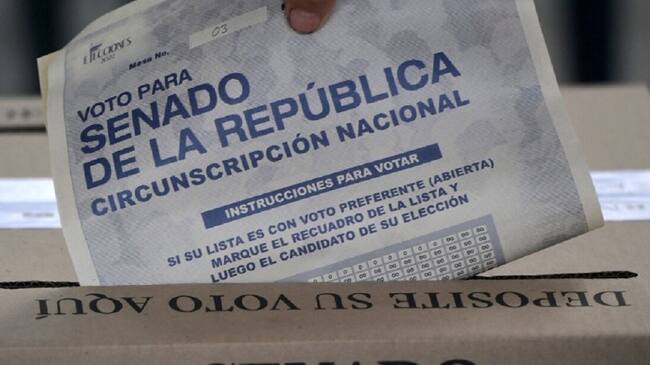 ELECCIONES
Mesa No. 03
VOTO PARA
SENADO
DE LA REPÚBLICA
CIRCUNSCRIPCIÓN NACIONAL
INSTRUCCIONES PARA VOTAR
SI SU LISTA ES CON VOTO PREFERENTE (ABIERTA)
MARQUE EL RECUADRO DE LA LISTA Y
LUEGO EL CANDIDATO DE SU ELECCIÓN
DEPOSITE SU VOTO AQUÍ